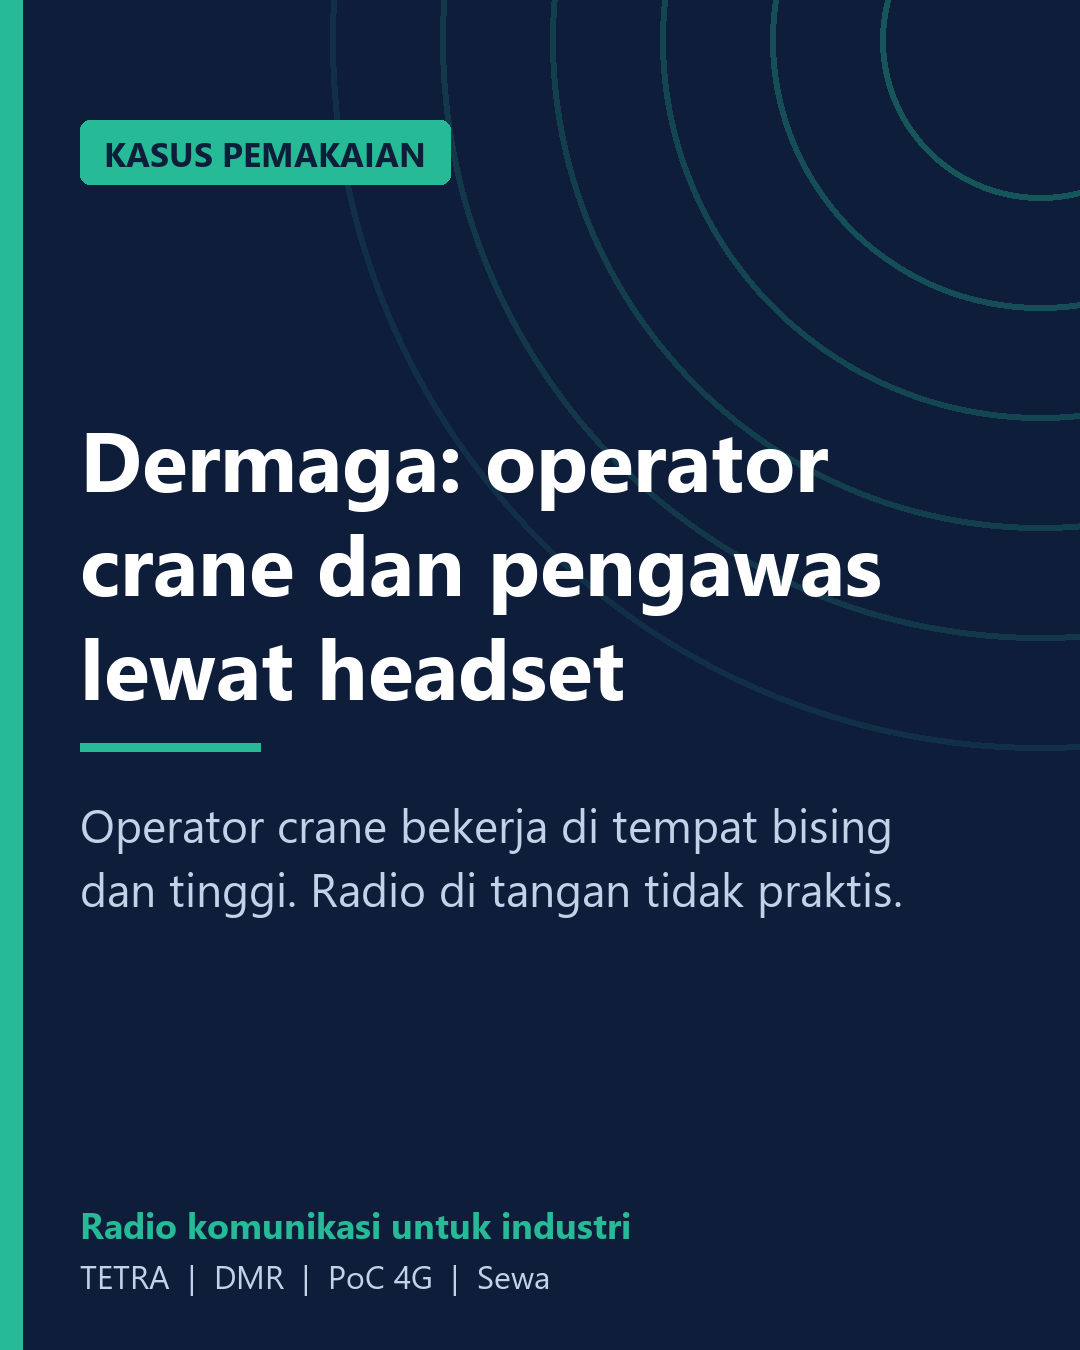 KASUS PEMAKAIAN
Dermaga: operator
crane dan pengawas
lewat headset
Operator crane bekerja di tempat bising
dan tinggi. Radio di tangan tidak praktis.
Radio komunikasi untuk industri
TETRA | DMR | PoC 4G | Sewa